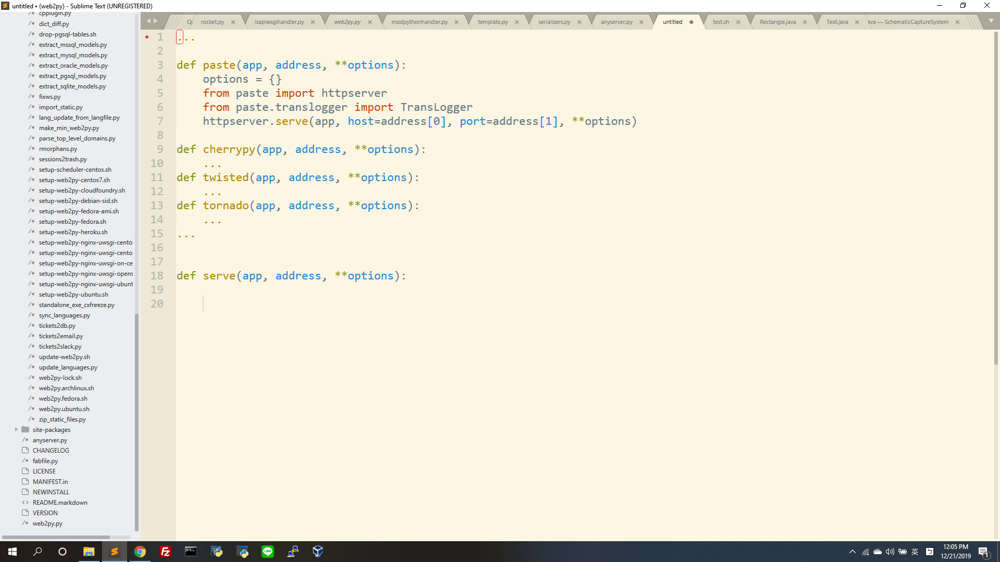 untitled • (web2py) - Sublime Text (UNREGISTERED)
rocket.py
isapiwsgihandler.py
web2py.py
modpythonhandler.py
template.py
serializers.py
anyserver.py
untitled
test.sh
Rectangle.java
Text.java
ava — SchematicCaptureSystem
cpplugin.py
dict_diff.py
drop-pgsql-tables.sh
extract_mssql_models.py
extract_mysql_models.py
extract_oracle_models.py
extract_pgsql_models.py
extract_sqlite_models.py
fixws.py
import_static.py
lang_update_from_langfile.py
make_min_web2py.py
parse_top_level_domains.py
rmorphans.py
sessions2trash.py
setup-scheduler-centos.sh
setup-web2py-centos7.sh
setup-web2py-cloudfoundry.sh
setup-web2py-debian-sid.sh
setup-web2py-fedora-ami.sh
setup-web2py-fedora.sh
setup-web2py-heroku.sh
setup-web2py-nginx-uwsgi-cento
setup-web2py-nginx-uwsgi-cento
setup-web2py-nginx-uwsgi-on-ce
setup-web2py-nginx-uwsgi-opens
setup-web2py-nginx-uwsgi-ubunt
setup-web2py-ubuntu.sh
standalone_exe_cxfreeze.py
sync_languages.py
tickets2db.py
tickets2email.py
tickets2slack.py
update-web2py.sh
update_languages.py
web2py-lock.sh
web2py.archlinux.sh
web2py.fedora.sh
web2py.ubuntu.sh
zip_static_files.py
site-packages
anyserver.py
CHANGELOG
fabfile.py
LICENSE
MANIFEST.in
NEWINSTALL
README.markdown
VERSION
web2py.py
1 ...
2
3 def paste(app, address, **options):
4     options = {}
5     from paste import httpserver
6     from paste.translogger import TransLogger
7     httpserver.serve(app, host=address[0], port=address[1], **options)
8
9 def cherrypy(app, address, **options):
10     ...
11 def twisted(app, address, **options):
12     ...
13 def tornado(app, address, **options):
14     ...
15 ...
16
17
18 def serve(app, address, **options):
19
20
英
12:05 PM
12/21/2019
1